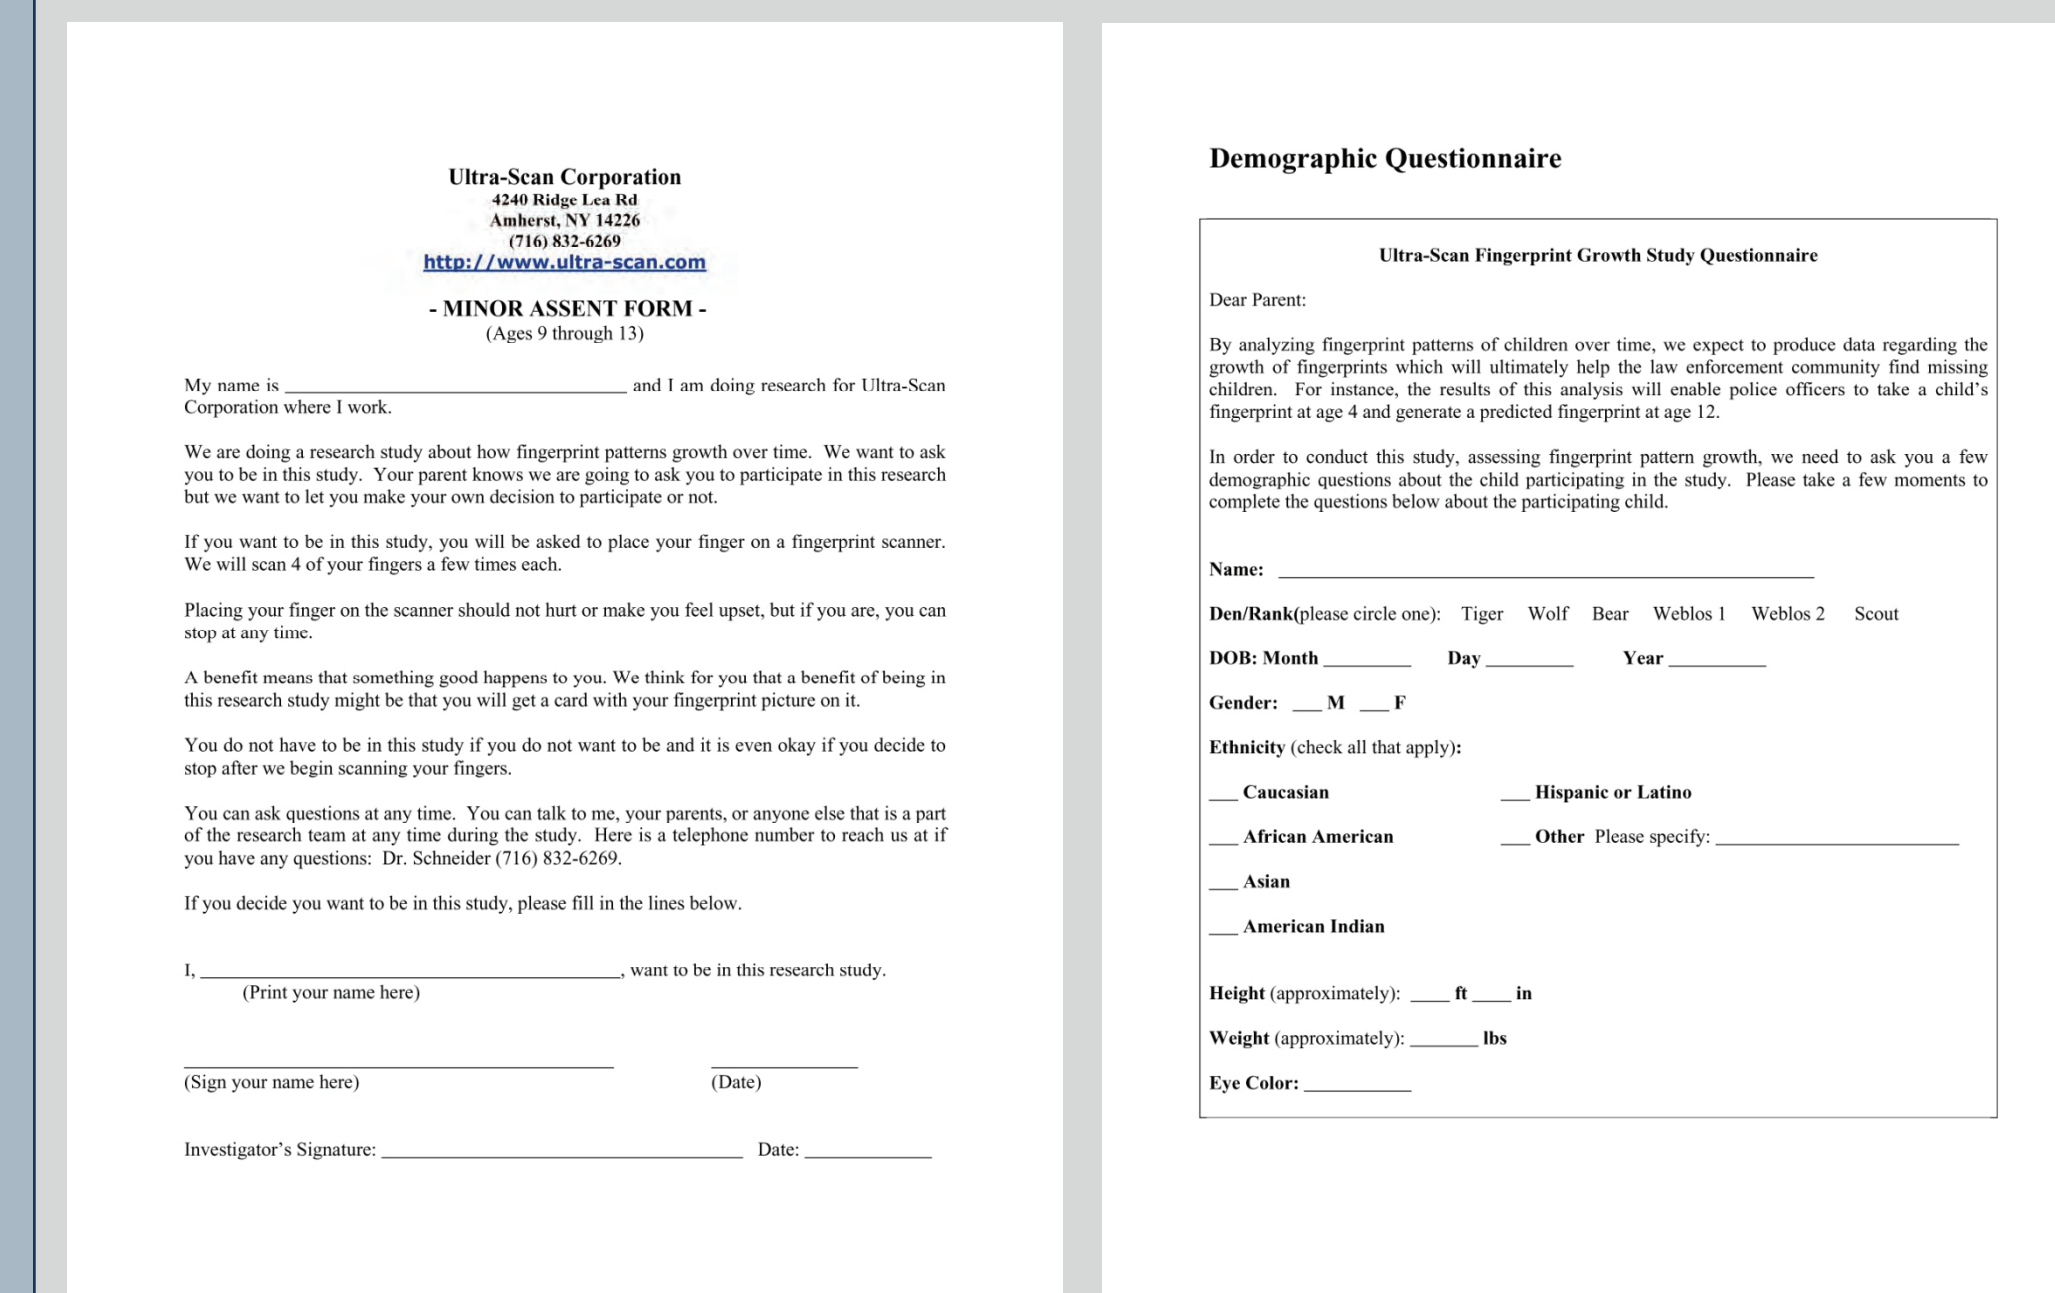 Ultra-Scan Corporation
4240 Ridge Lea Rd
Amherst, NY 14226
(716) 832-6269
http://www.ultra-scan.com
- MINOR ASSENT FORM -
(Ages 9 through 13)
My name is ____________________ and I am doing research for Ultra-Scan
Corporation where I work.
We are doing a research study about how fingerprint patterns growth over time. We want to ask
you to be in this study. Your parent knows we are going to ask you to participate in this research
but we want to let you make your own decision to participate or not.
If you want to be in this study, you will be asked to place your finger on a fingerprint scanner.
We will scan 4 of your fingers a few times each.
Placing your finger on the scanner should not hurt or make you feel upset, but if you are, you can
stop at any time.
A benefit means that something good happens to you. We think for you that a benefit of being in
this research study might be that you will get a card with your fingerprint picture on it.
You do not have to be in this study if you do not want to be and it is even okay if you decide to
stop after we begin scanning your fingers.
You can ask questions at any time. You can talk to me, your parents, or anyone else that is a part
of the research team at any time during the study. Here is a telephone number to reach us at if
you have any questions: Dr. Schneider (716) 832-6269.
If you decide you want to be in this study, please fill in the lines below.
I, ____________________, want to be in this research study.
(Print your name here)
(Sign your name here) (Date)
Investigator's Signature: ____________________ Date: __________
Demographic Questionnaire
Ultra-Scan Fingerprint Growth Study Questionnaire
Dear Parent:
By analyzing fingerprint patterns of children over time, we expect to produce data regarding the
growth of fingerprints which will ultimately help the law enforcement community find missing
children. For instance, the results of this analysis will enable police officers to take a child's
fingerprint at age 4 and generate a predicted fingerprint at age 12.
In order to conduct this study, assessing fingerprint pattern growth, we need to ask you a few
demographic questions about the child participating in the study. Please take a few moments to
complete the questions below about the participating child.
Name: ____________________
Den/Rank(please circle one): Tiger Wolf Bear Weblos 1 Weblos 2 Scout
DOB: Month _________ Day _________ Year __________
Gender: ___ M ___ F
Ethnicity (check all that apply):
___ Caucasian ___ Hispanic or Latino
___ African American ___ Other Please specify: ____________________
___ Asian
___ American Indian
Height (approximately): ____ ft ____ in
Weight (approximately): _______ lbs
Eye Color: ___________